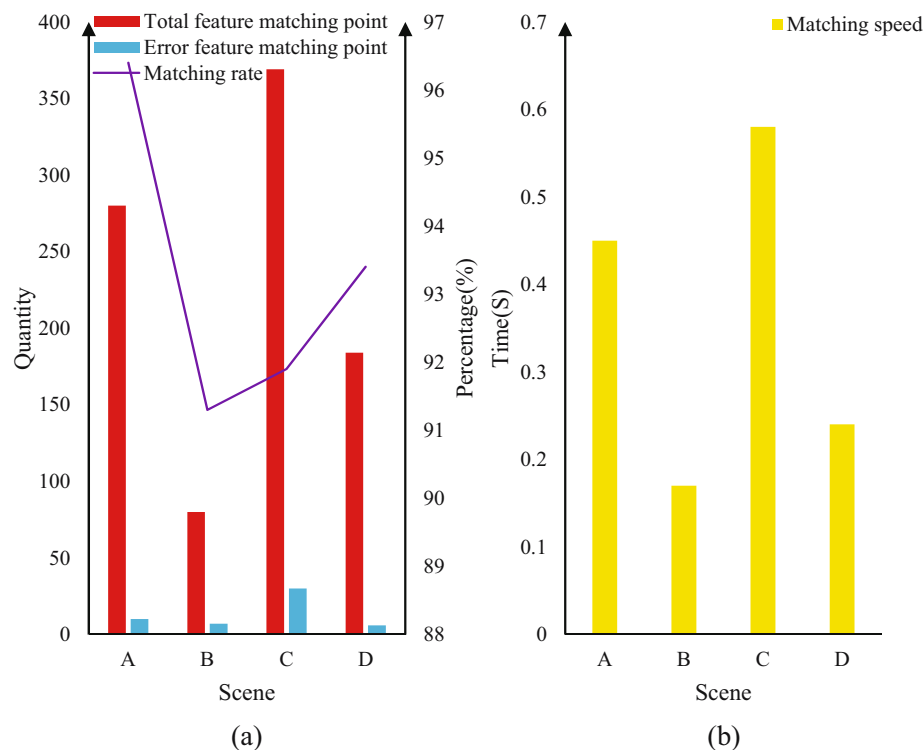 Total feature matching point
Error feature matching point
Matching rate
400
350
300
250
200
150
100
50
0
Quantity
97
96
95
94
93
92
91
90
89
88
Percentage(%)
A B C D
Scene
(a)
Matching speed
0.7
0.6
0.5
0.4
0.3
0.2
0.1
0
Time(S)
A B C D
Scene
(b)